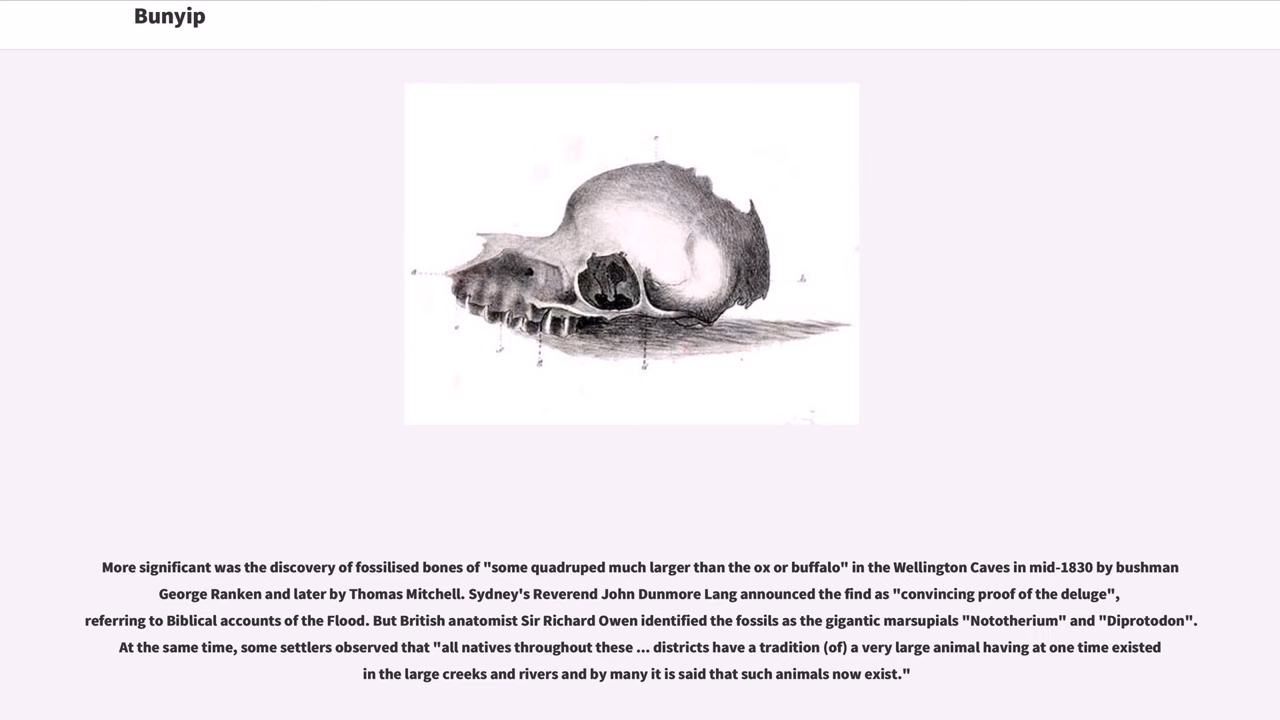 Bunyip
More significant was the discovery of fossilised bones of "some quadruped much larger than the ox or buffalo" in the Wellington Caves in mid-1830 by bushman
George Ranken and later by Thomas Mitchell. Sydney's Reverend John Dunmore Lang announced the find as "convincing proof of the deluge",
referring to Biblical accounts of the Flood. But British anatomist Sir Richard Owen identified the fossils as the gigantic marsupials "Nototherium" and "Diprotodon".
At the same time, some settlers observed that "all natives throughout these ... districts have a tradition (of) a very large animal having at one time existed
in the large creeks and rivers and by many it is said that such animals now exist."